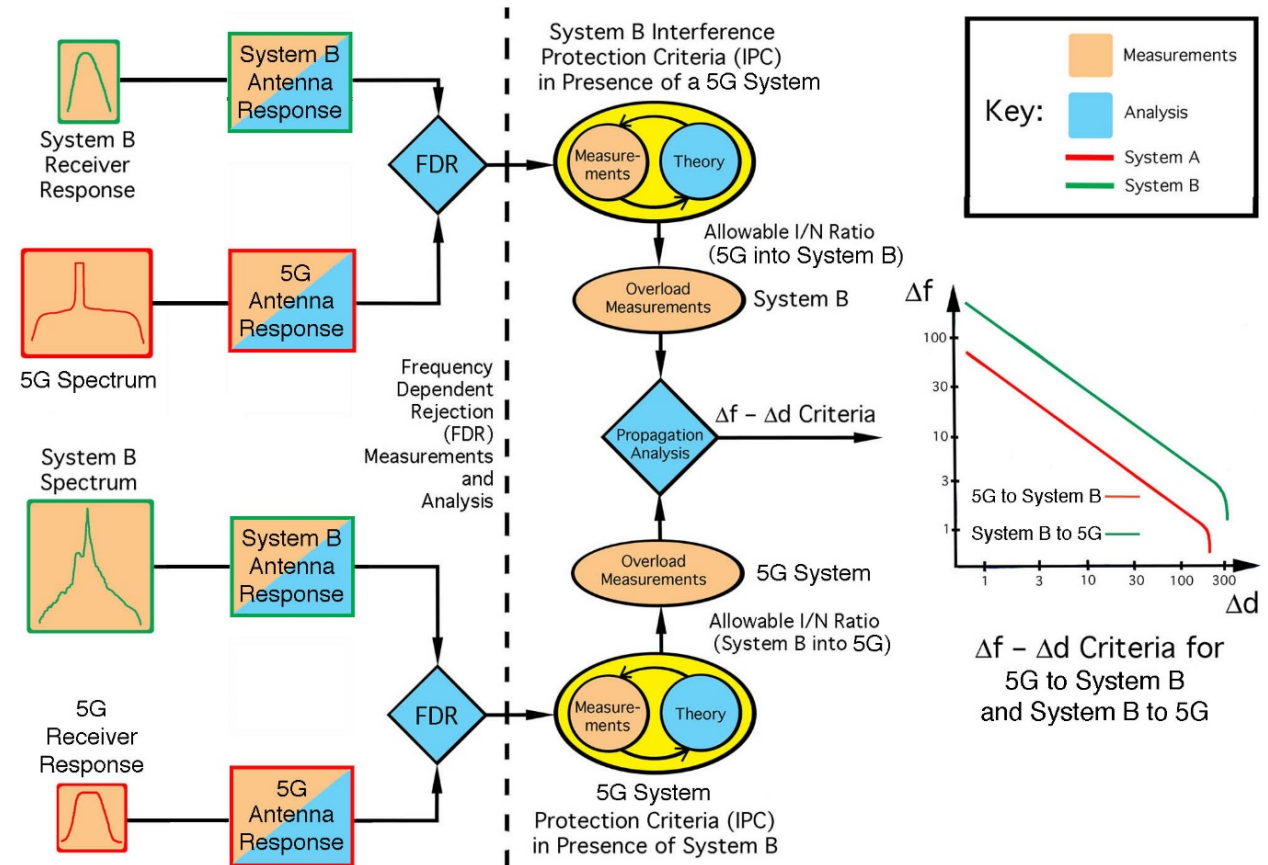 System B
Receiver
Response
System B
Antenna
Response
FDR
5G Spectrum
5G
Antenna
Response
System B
Spectrum
System B
Antenna
Response
FDR
5G
Receiver
Response
5G
Antenna
Response
Frequency
Dependent
Rejection
(FDR)
Measurements
and
Analysis
System B Interference
Protection Criteria (IPC)
in Presence of a 5G System
Measure-
ments
Theory
Allowable I/N Ratio
(5G into System B)
Overload
Measurements
System B
Propagation
Analysis
Δf – Δd Criteria
Overload
Measurements
5G System
Allowable I/N Ratio
(System B into 5G)
Measure-
ments
Theory
5G System
Protection Criteria (IPC)
in Presence of System B
Key:
Measurements
Analysis
System A
System B
Δf
100
30
10
3
1
5G to System B
System B to 5G
1 3 10 30 100 300
Δd
Δf – Δd Criteria for
5G to System B
and System B to 5G